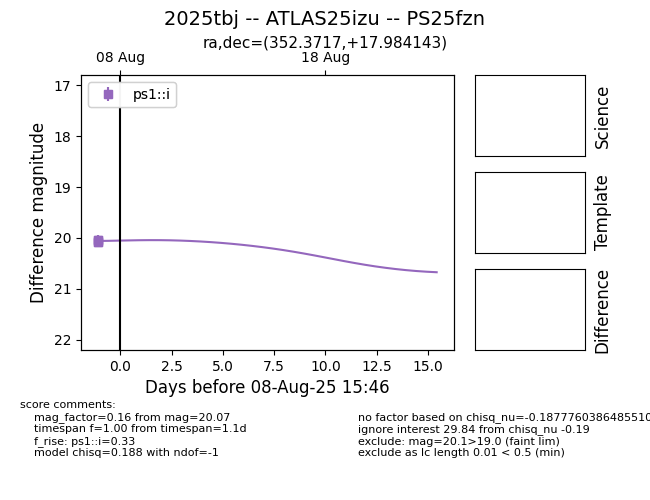 2025tbj -- ATLAS25izu -- PS25fzn
ra,dec=(352.3717,+17.984143)
08 Aug 18 Aug
ps1::i
17
18
19
20
21
22
Difference magnitude
0.0 2.5 5.0 7.5 10.0 12.5 15.0
Days before 08-Aug-25 15:46
Science
Template
Difference
score comments:
mag_factor=0.16 from mag=20.07
timespan f=1.00 from timespan=1.1d
f_rise: ps1::i=0.33
model chisq=0.188 with ndof=-1
no factor based on chisq_nu=-0.1877760386485510
ignore interest 29.84 from chisq_nu -0.19
exclude: mag=20.1>19.0 (faint lim)
exclude as lc length 0.01 < 0.5 (min)